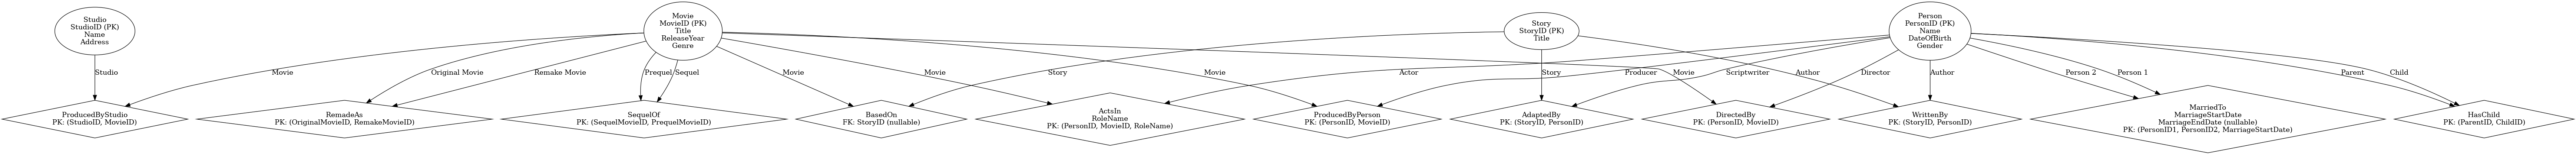 Studio
StudioID (PK)
Name
Address
Movie
MovieID (PK)
Title
ReleaseYear
Genre
Story
StoryID (PK)
Title
Person
PersonID (PK)
Name
DateOfBirth
Gender
Studio
Movie
Original Movie
Remake Movie
Prequel
Sequel
Movie
Movie
Movie
Story
Actor
Story
Producer
Movie
Scriptwriter
Author
Director
Author
Person 2
Person 1
Parent
Child
ProducedByStudio
PK: (StudioID, MovieID)
RemadeAs
PK: (OriginalMovieID, RemakeMovieID)
SequelOf
PK: (SequelMovieID, PrequelMovieID)
BasedOn
FK: StoryID (nullable)
ActsIn
RoleName
PK: (PersonID, MovieID, RoleName)
ProducedByPerson
PK: (PersonID, MovieID)
AdaptedBy
PK: (StoryID, PersonID)
DirectedBy
PK: (PersonID, MovieID)
WrittenBy
PK: (StoryID, PersonID)
MarriedTo
MarriageStartDate
MarriageEndDate (nullable)
PK: (PersonID1, PersonID2, MarriageStartDate)
HasChild
PK: (ParentID, ChildID)